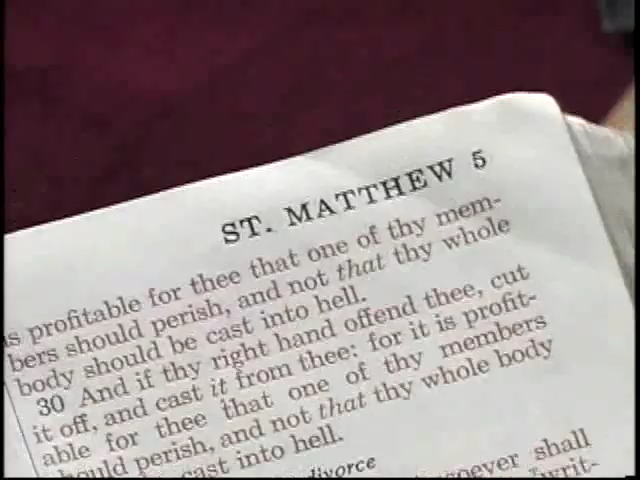 ST. MATTHEW 5
is profitable for thee that one of thy mem-
bers should perish, and not that thy whole
body should be cast into hell.
30 And if thy right hand offend thee, cut
it off, and cast it from thee: for it is profit-
able for thee that one of thy members
should perish, and not that thy whole body
cast into hell.
divorce
shall
writ-